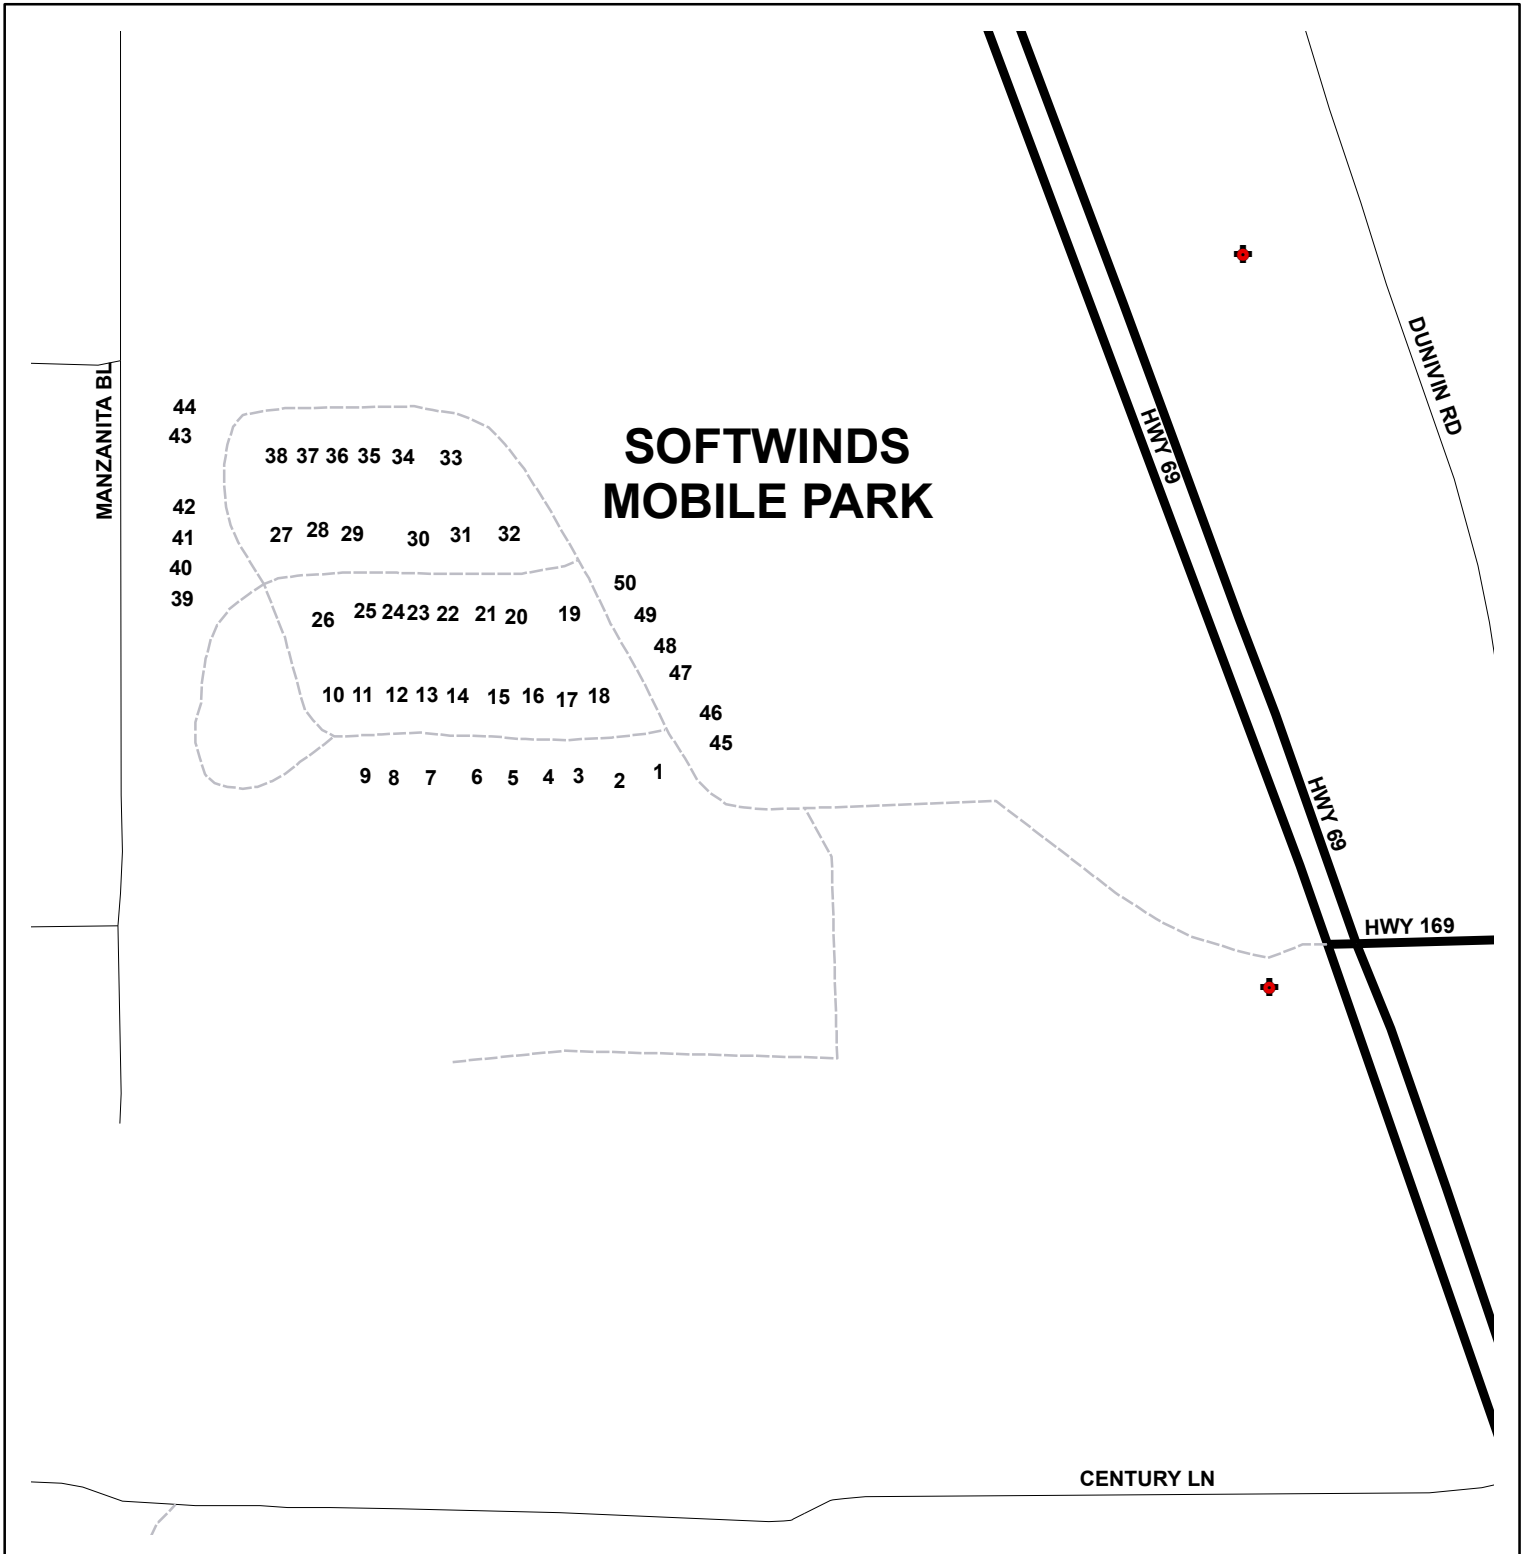 MANZANITA BL
SOFTWINDS
MOBILE PARK
HWY 69
DUNIVIN RD
44
43
38 37 36 35 34 33
42
41
27 28 29 30 31 32
40
39
50
26 25 24 23 22 21 20 19
49
48
47
10 11 12 13 14 15 16 17 18
46
45
9 8 7 6 5 4 3 2 1
HWY 69
HWY 169
CENTURY LN